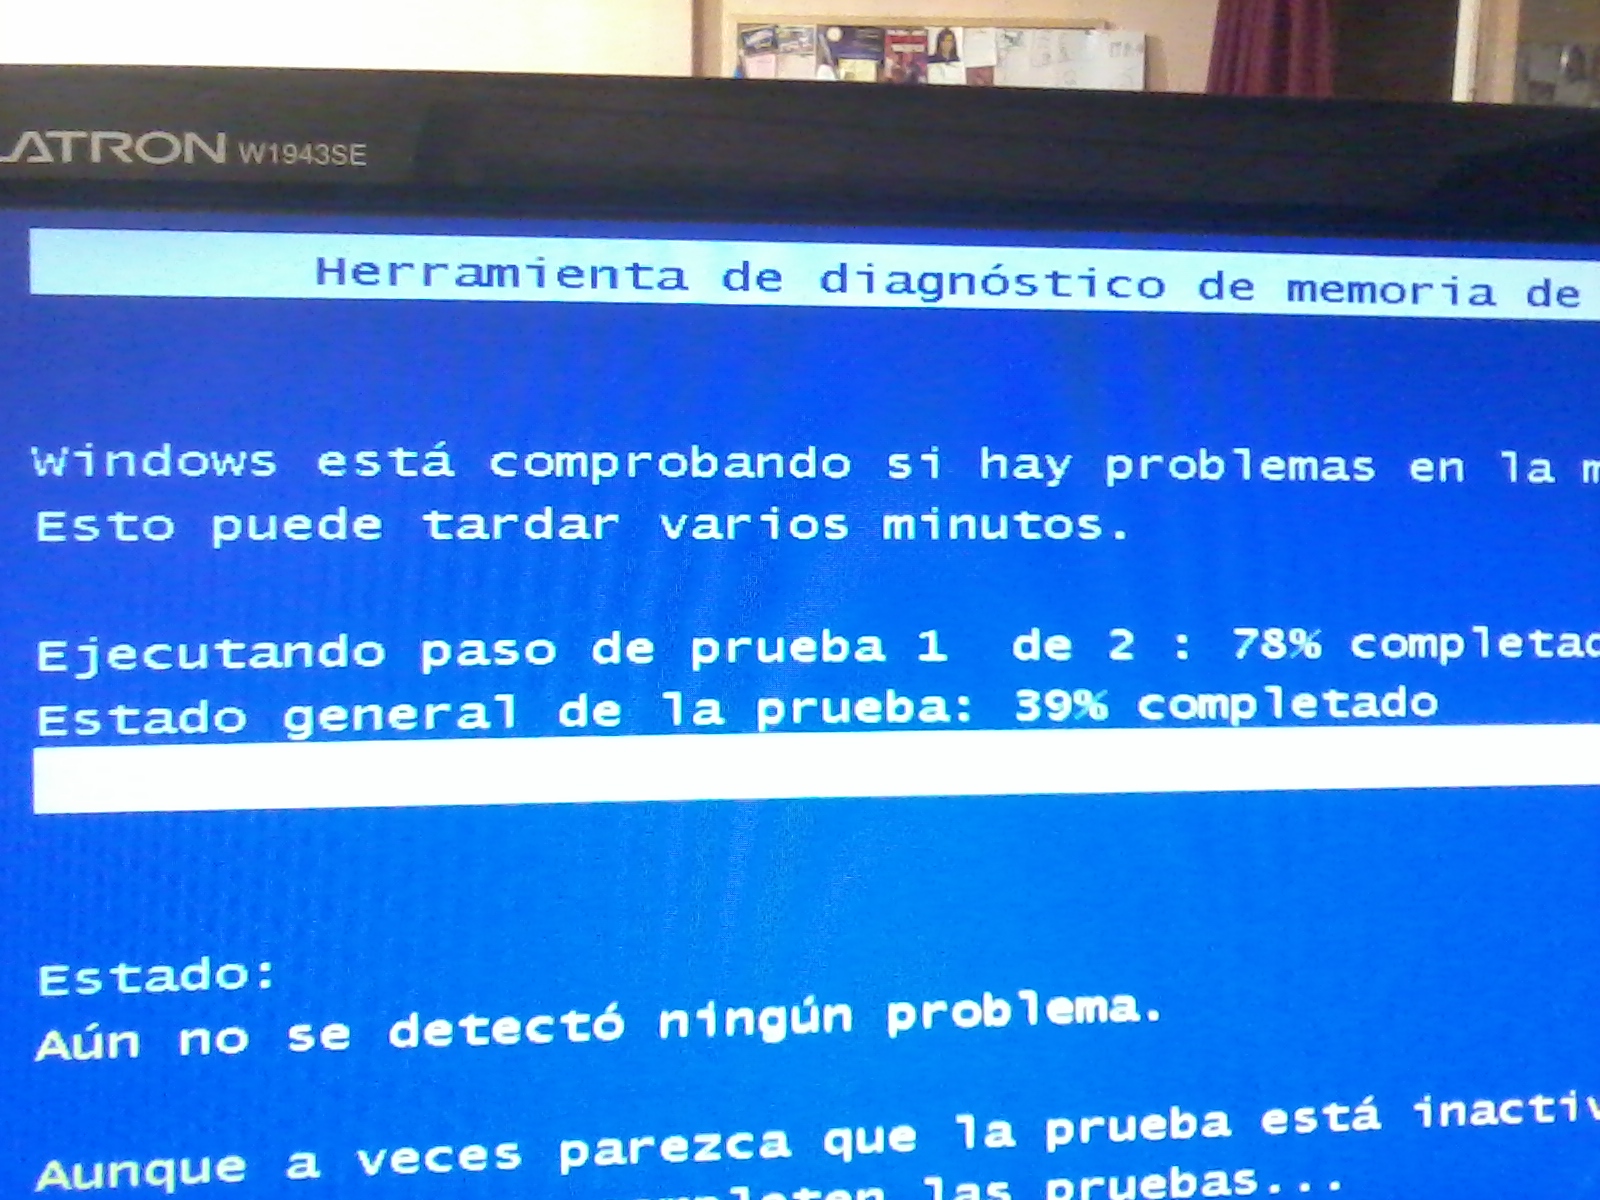 ATRON W1943SE
Herramienta de diagnóstico de memoria de
Windows está comprobando si hay problemas en la m
Esto puede tardar varios minutos.
Ejecutando paso de prueba 1 de 2 : 78% completad
Estado general de la prueba: 39% completado
Estado:
Aún no se detectó ningún problema.
Aunque a veces parezca que la prueba está inactiv
las pruebas...